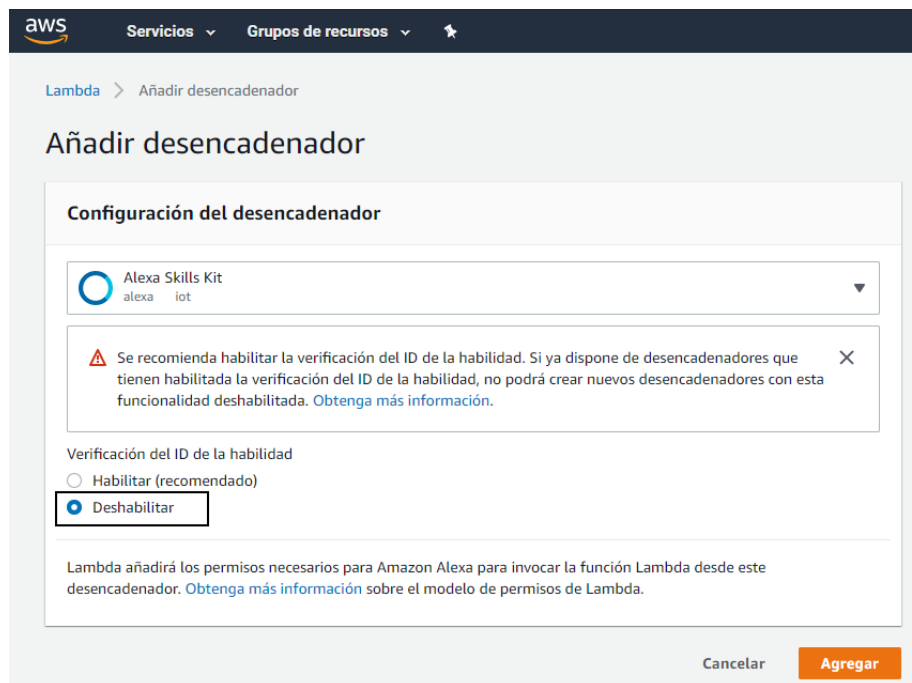 aws Servicios Grupos de recursos
Lambda > Añadir desencadenador
Añadir desencadenador
Configuración del desencadenador
Alexa Skills Kit
alexa iot
Se recomienda habilitar la verificación del ID de la habilidad. Si ya dispone de desencadenadores que
tienen habilitada la verificación del ID de la habilidad, no podrá crear nuevos desencadenadores con esta
funcionalidad deshabilitada. Obtenga más información.
Verificación del ID de la habilidad
Habilitar (recomendado)
Deshabilitar
Lambda añadirá los permisos necesarios para Amazon Alexa para invocar la función Lambda desde este
desencadenador. Obtenga más información sobre el modelo de permisos de Lambda.
Cancelar Agregar